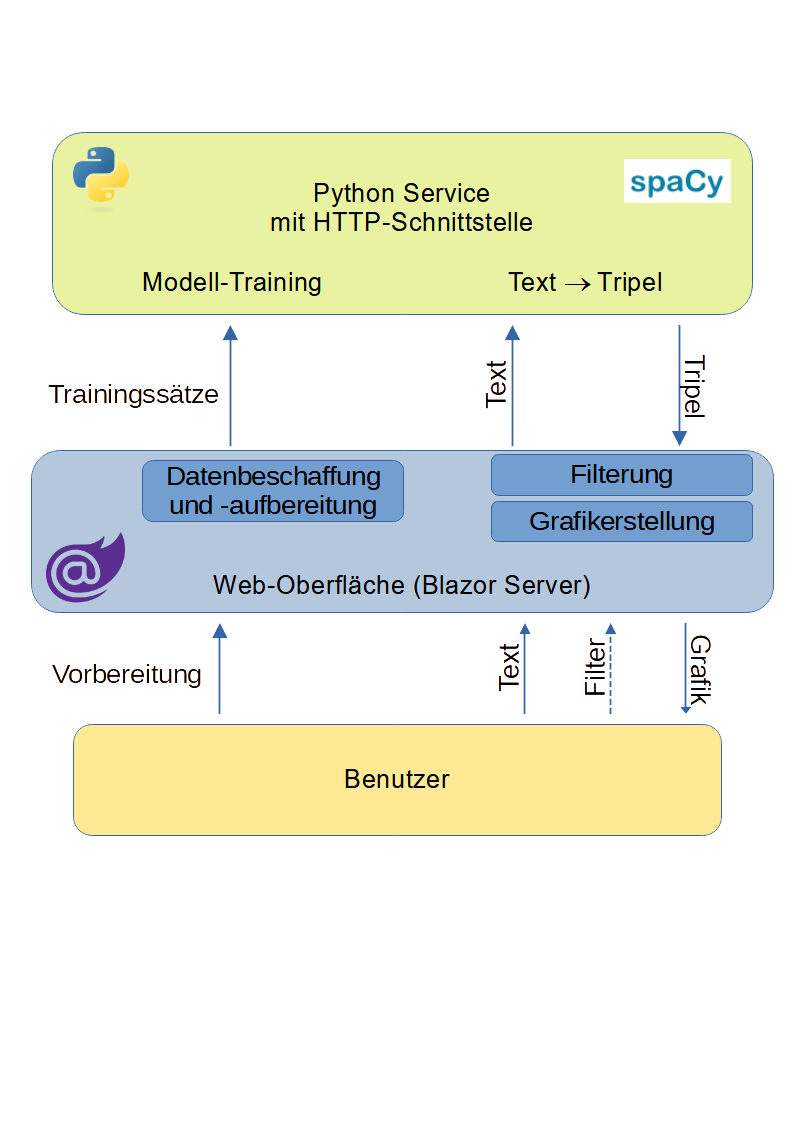 spaCy
Python Service
mit HTTP-Schnittstelle
Modell-Training
Text → Tripel
Trainingssätze
Text
Tripel
Datenbeschaffung
und -aufbereitung
Filterung
Grafikerstellung
@
Web-Oberfläche (Blazor Server)
Vorbereitung
Text
Filter
Grafik
Benutzer